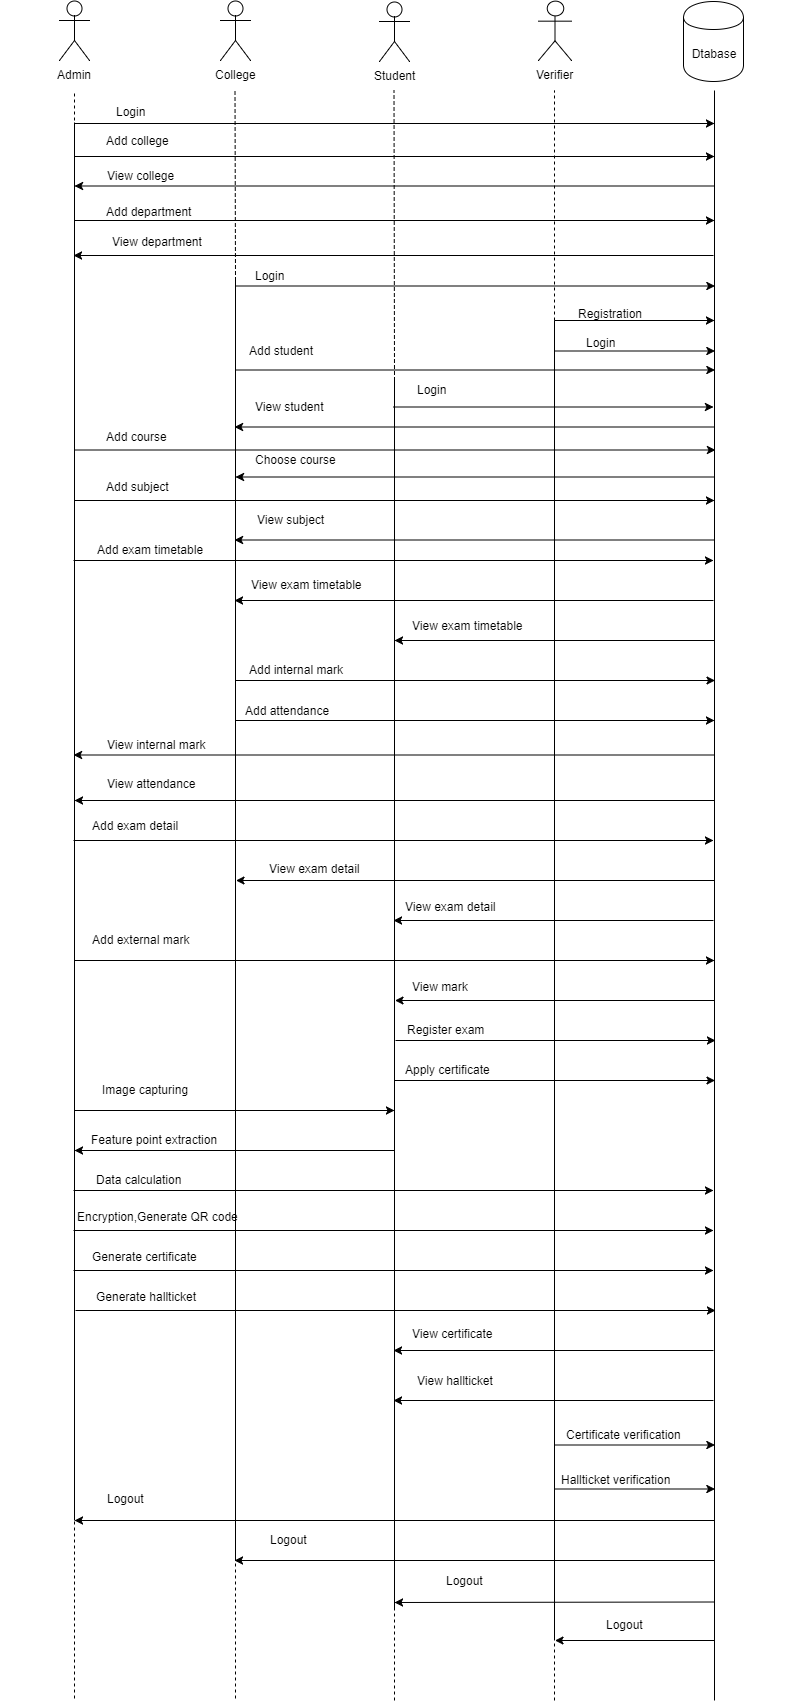 Admin
College
Student
Verifier
Dtabase
Login
Add college
View college
Add department
View department
Login
Registration
Login
Add student
Login
View student
Add course
Choose course
Add subject
View subject
Add exam timetable
View exam timetable
View exam timetable
Add internal mark
Add attendance
View internal mark
View attendance
Add exam detail
View exam detail
View exam detail
Add external mark
View mark
Register exam
Apply certificate
Image capturing
Feature point extraction
Data calculation
Encryption,Generate QR code
Generate certificate
Generate hallticket
View certificate
View hallticket
Certificate verification
Hallticket verification
Logout
Logout
Logout
Logout